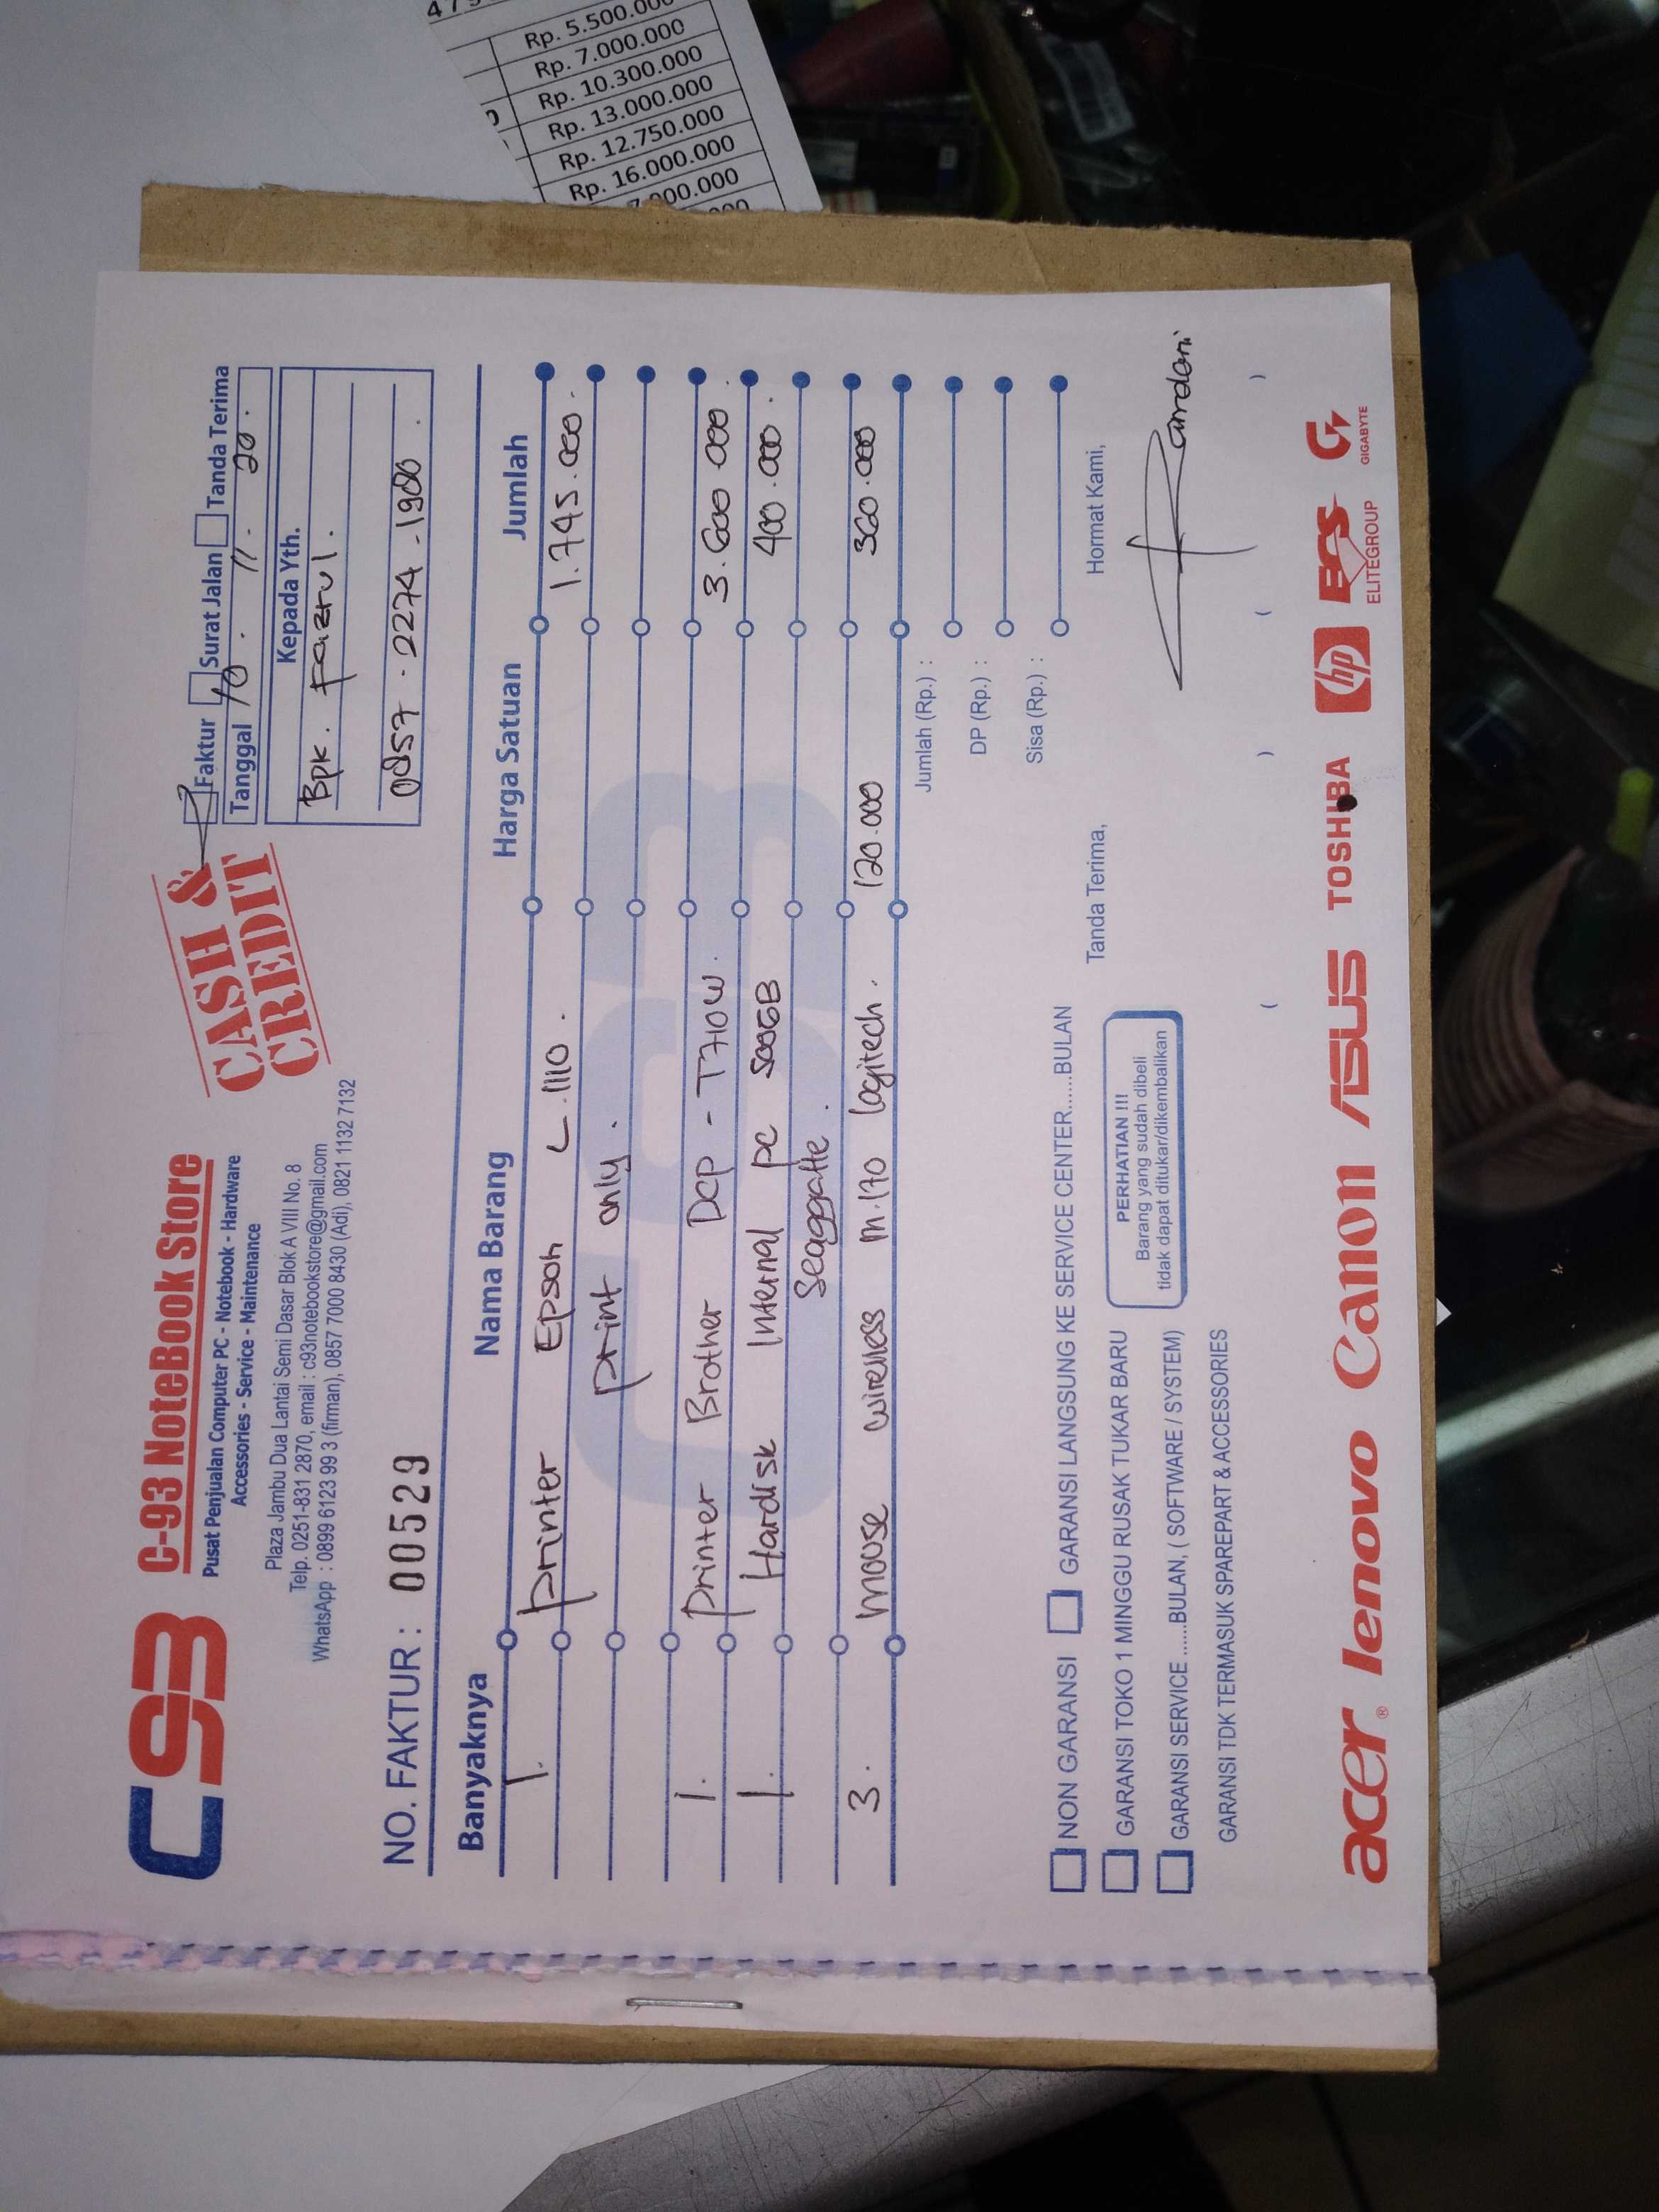 C93
C-93 NoteBook Store
Pusat Penjualan Computer PC - Notebook - Hardware
Accessories - Service - Maintenance
Plaza Jambu Dua Lantai Semi Dasar Blok A VIII No. 8
Telp. 0251-831 2870, email : c93notebookstore@gmail.com
WhatsApp : 0899 6123 99 3 (firman), 0857 7000 8430 (Adi), 0821 1132 7132
CASH &
CREDIT
Faktur Surat Jalan Tanda Terima
Tanggal 10 . 11 . 20 .
Kepada Yth.
Bpk . Fazrul .
0857 . 2274 . 1986 .
NO. FAKTUR : 00529
Banyaknya Nama Barang Harga Satuan Jumlah
1. printer Epson L.1110 . 1.745.000 .
print only .
1. printer Brother DCP - T710W . 3.600 000 .
1. Hardisk Internal pc 500GB 400.000 .
Seaggatte .
3. mouse wireless M.170 logitech . 120.000 360.000
Jumlah (Rp.) :
DP (Rp.) :
Sisa (Rp.) :
NON GARANSI GARANSI LANGSUNG KE SERVICE CENTER......BULAN
GARANSI TOKO 1 MINGGU RUSAK TUKAR BARU
GARANSI SERVICE ......BULAN, ( SOFTWARE / SYSTEM)
GARANSI TDK TERMASUK SPAREPART & ACCESSORIES
PERHATIAN !!!
Barang yang sudah dibeli
tidak dapat ditukar/dikembalikan
Tanda Terima, Hormat Kami,
( ) ( )
acer lenovo Canon ASUS TOSHIBA hp ECS ELITEGROUP GIGABYTE
Rp. 5.500.000
Rp. 7.000.000
Rp. 10.300.000
Rp. 13.000.000
Rp. 12.750.000
Rp. 16.000.000